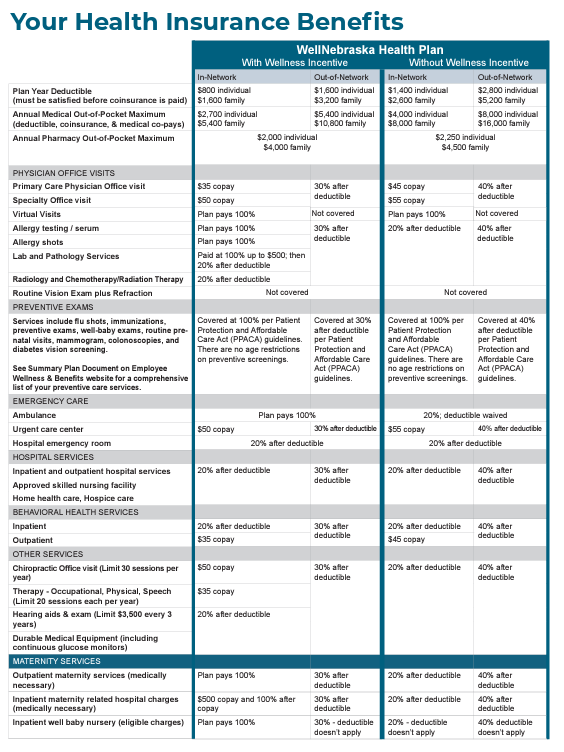 Your Health Insurance Benefits
WellNebraska Health Plan
With Wellness Incentive Without Wellness Incentive
In-Network Out-of-Network In-Network Out-of-Network
Plan Year Deductible $800 individual $1,600 individual $1,400 individual $2,800 individual
(must be satisfied before coinsurance is paid) $1,600 family $3,200 family $2,600 family $5,200 family
Annual Medical Out-of-Pocket Maximum $2,700 individual $5,400 individual $4,000 individual $8,000 individual
(deductible, coinsurance, & medical co-pays) $5,400 family $10,800 family $8,000 family $16,000 family
Annual Pharmacy Out-of-Pocket Maximum $2,000 individual $2,250 individual
$4,000 family $4,500 family
PHYSICIAN OFFICE VISITS
Primary Care Physician Office visit $35 copay 30% after $45 copay 40% after
deductible deductible
Specialty Office visit $50 copay $55 copay
Virtual Visits Plan pays 100% Not covered Plan pays 100% Not covered
Allergy testing / serum Plan pays 100% 30% after 20% after deductible 40% after
deductible deductible
Allergy shots Plan pays 100%
Lab and Pathology Services Paid at 100% up to $500; then
20% after deductible
Radiology and Chemotherapy/Radiation Therapy 20% after deductible
Routine Vision Exam plus Refraction Not covered Not covered
PREVENTIVE EXAMS
Services include flu shots, immunizations, Covered at 100% per Patient Covered at 30% Covered at 100% per Covered at 40%
preventive exams, well-baby exams, routine pre- Protection and Affordable after deductible Patient Protection after deductible
natal visits, mammogram, colonoscopies, and Care Act (PPACA) guidelines. per Patient and Affordable per Patient
diabetes vision screening. There are no age restrictions Protection and Care Act (PPACA) Protection and
on preventive screenings. Affordable Care guidelines. There are Affordable Care
See Summary Plan Document on Employee Act (PPACA) no age restriction on Act (PPACA)
Wellness & Benefits website for a comprehensive guidelines. preventive screenings. guidelines.
list of your preventive care services.
EMERGENCY CARE
Ambulance Plan pays 100% 20%; deductible waived
Urgent care center $50 copay 30% after deductible $55 copay 40% after deductible
Hospital emergency room 20% after deductible 20% after deductible
HOSPITAL SERVICES
Inpatient and outpatient hospital services 20% after deductible 30% after 20% after deductible 40% after
deductible deductible
Approved skilled nursing facility
Home health care, Hospice care
BEHAVIORAL HEALTH SERVICES
Inpatient 20% after deductible 30% after 20% after deductible 40% after
deductible deductible
Outpatient $35 copay $45 copay
OTHER SERVICES
Chiropractic Office visit (Limit 30 sessions per $50 copay 30% after 20% after deductible 40% after
year) deductible deductible
Therapy - Occupational, Physical, Speech $35 copay
(Limit 20 sessions each per year)
Hearing aids & exam (Limit $3,500 every 3 20% after deductible
years)
Durable Medical Equipment (including
continuous glucose monitors)
MATERNITY SERVICES
Outpatient maternity services (medically Plan pays 100% 30% after 20% after deductible 40% after
necessary) deductible deductible
Inpatient maternity related hospital charges $500 copay and 100% after 30% after 20% after deductible 40% after
(medically necessary) copay deductible deductible
Inpatient well baby nursery (eligible charges) Plan pays 100% 30% - deductible 20% - deductible 40% deductible
doesn't apply doesn't apply doesn't apply